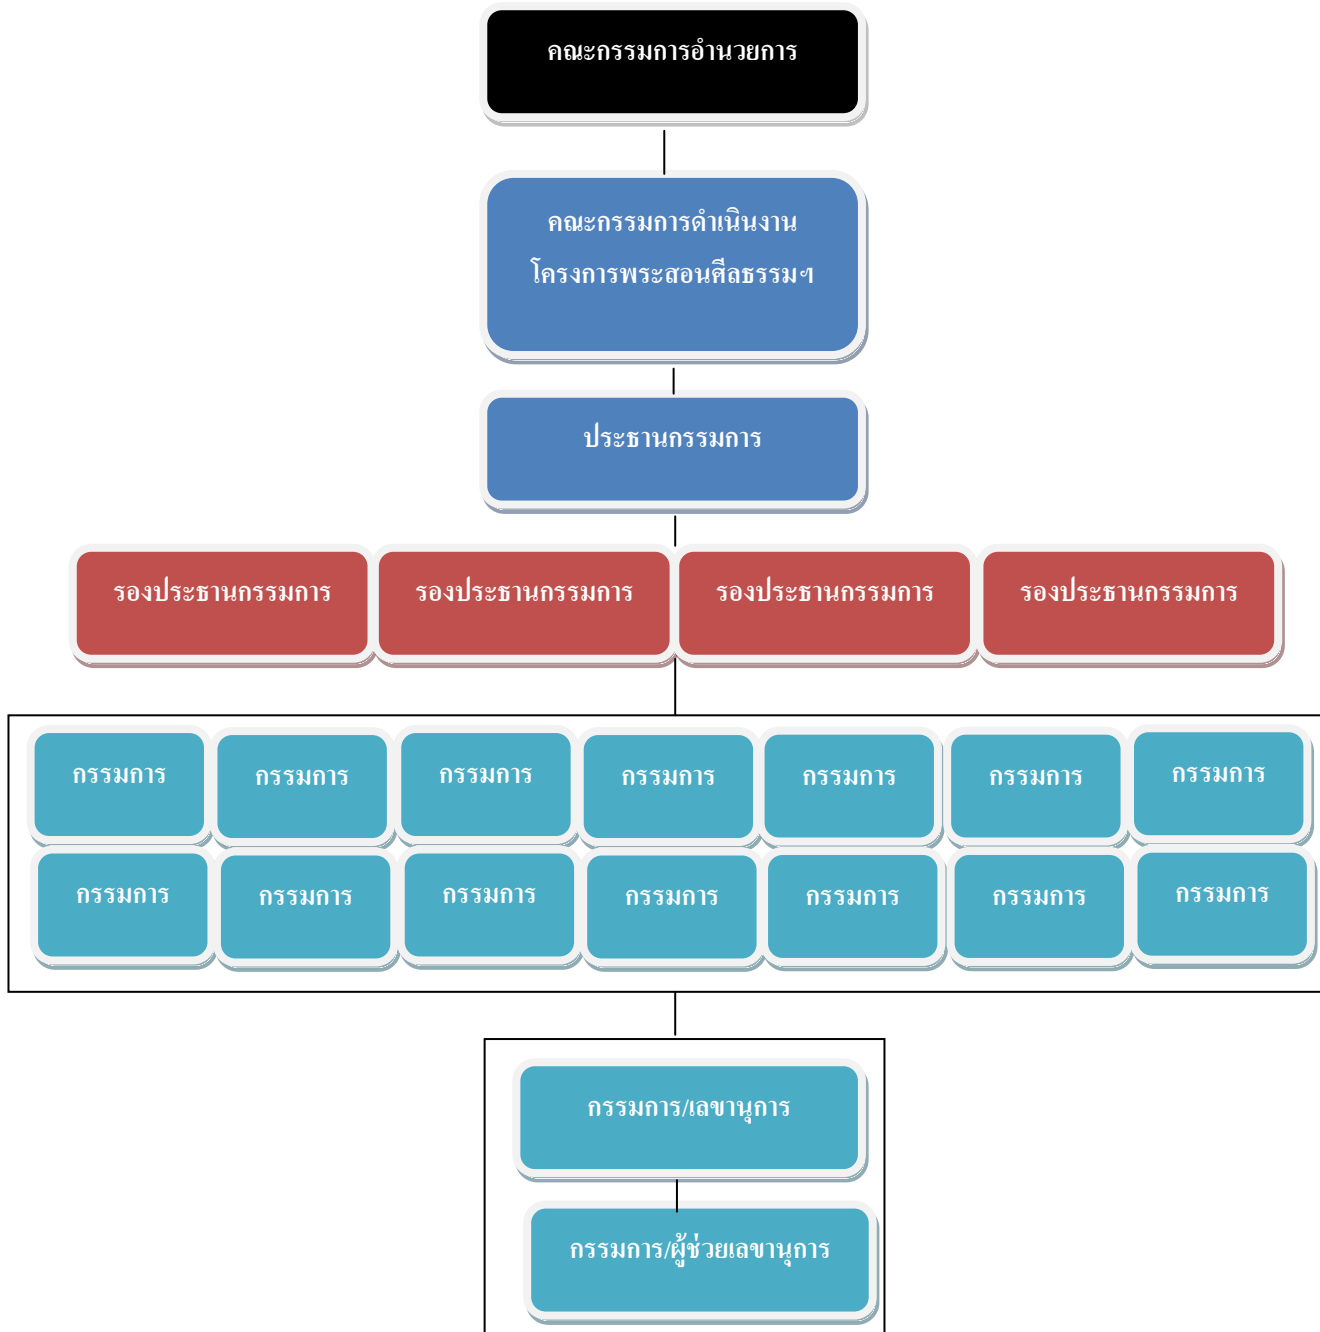 คณะกรรมการอำนวยการ
คณะกรรมการดำเนินงาน
โครงการพระสอนศีลธรรมฯ
ประธานกรรมการ
รองประธานกรรมการ
รองประธานกรรมการ
รองประธานกรรมการ
รองประธานกรรมการ
กรรมการ
กรรมการ
กรรมการ
กรรมการ
กรรมการ
กรรมการ
กรรมการ
กรรมการ
กรรมการ
กรรมการ
กรรมการ
กรรมการ
กรรมการ
กรรมการ
กรรมการ/เลขานุการ
กรรมการ/ผู้ช่วยเลขานุการ